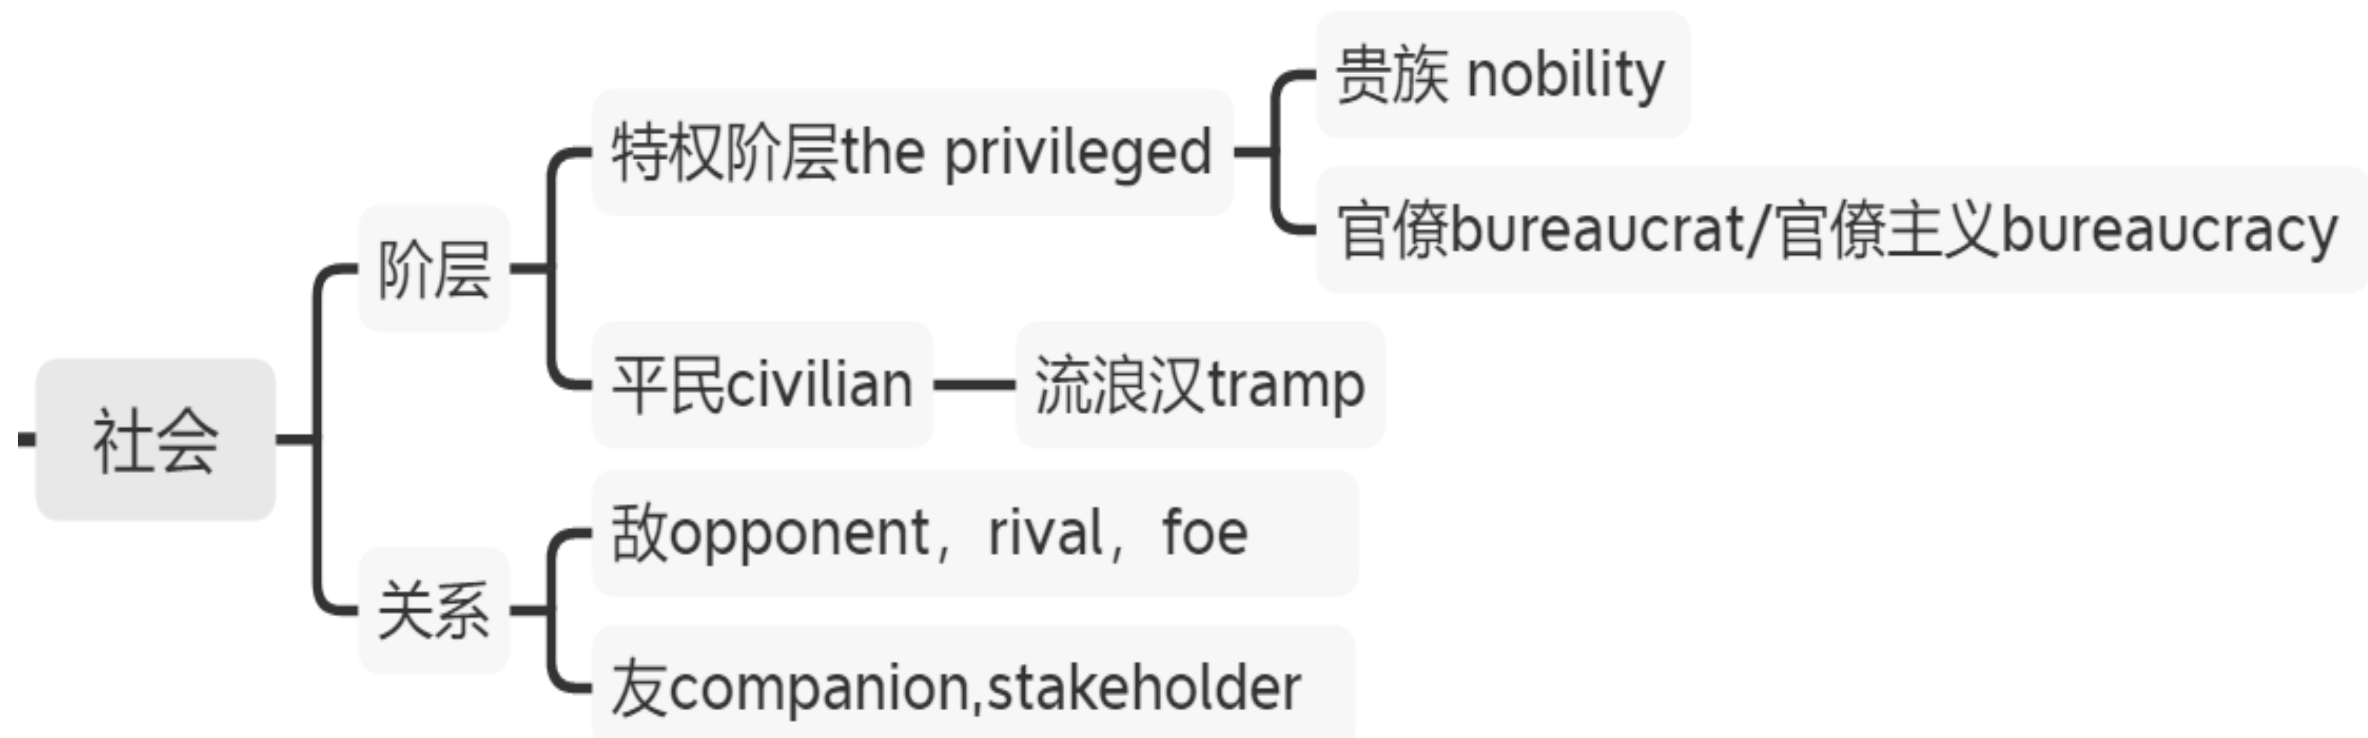 贵族 nobility
特权阶层the privileged
官僚bureaucrat/官僚主义bureaucracy
阶层
平民civilian
流浪汉tramp
社会
敌opponent，rival，foe
关系
友companion,stakeholder